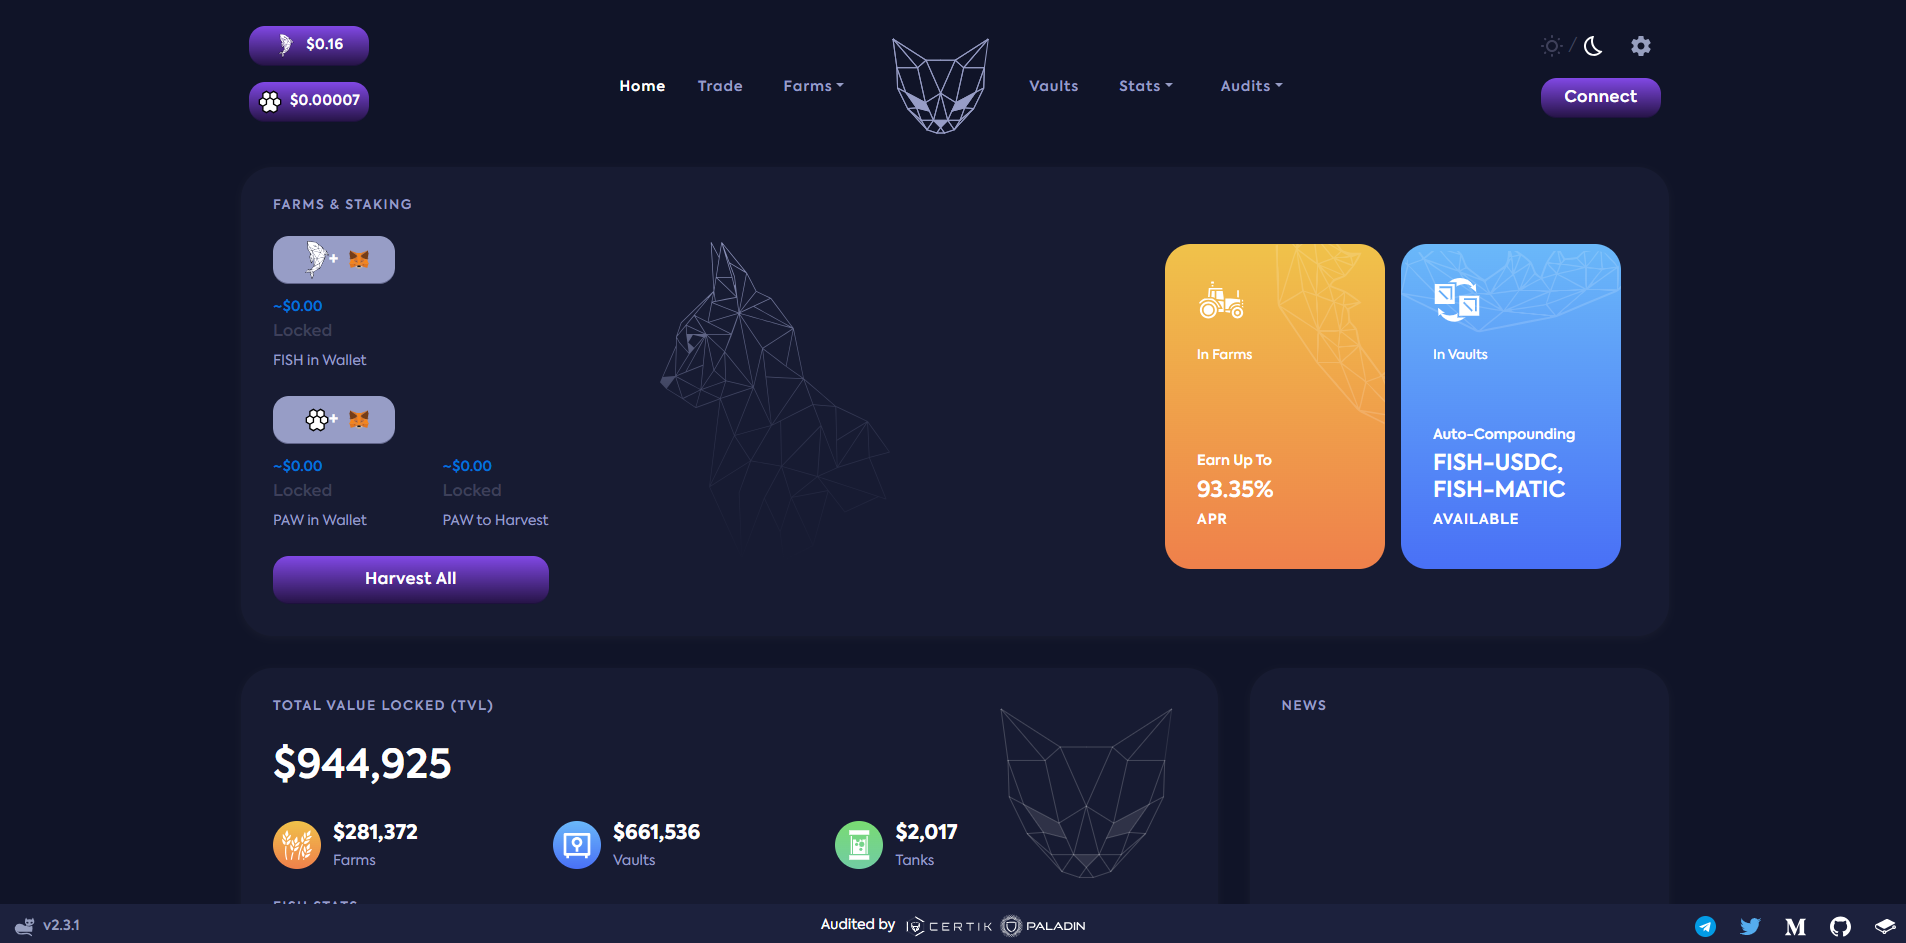 $0.16
$0.00007
Home
Trade
Farms
Vaults
Stats
Audits
/
Connect
FARMS & STAKING
+
~$0.00
Locked
FISH in Wallet
+
~$0.00
Locked
PAW in Wallet
~$0.00
Locked
PAW to Harvest
Harvest All
In Farms
Earn Up To
93.35%
APR
In Vaults
Auto-Compounding
FISH-USDC,
FISH-MATIC
AVAILABLE
TOTAL VALUE LOCKED (TVL)
$944,925
$281,372
Farms
$661,536
Vaults
$2,017
Tanks
NEWS
FISH STATS
v2.3.1
Audited by
CERTIK
PALADIN